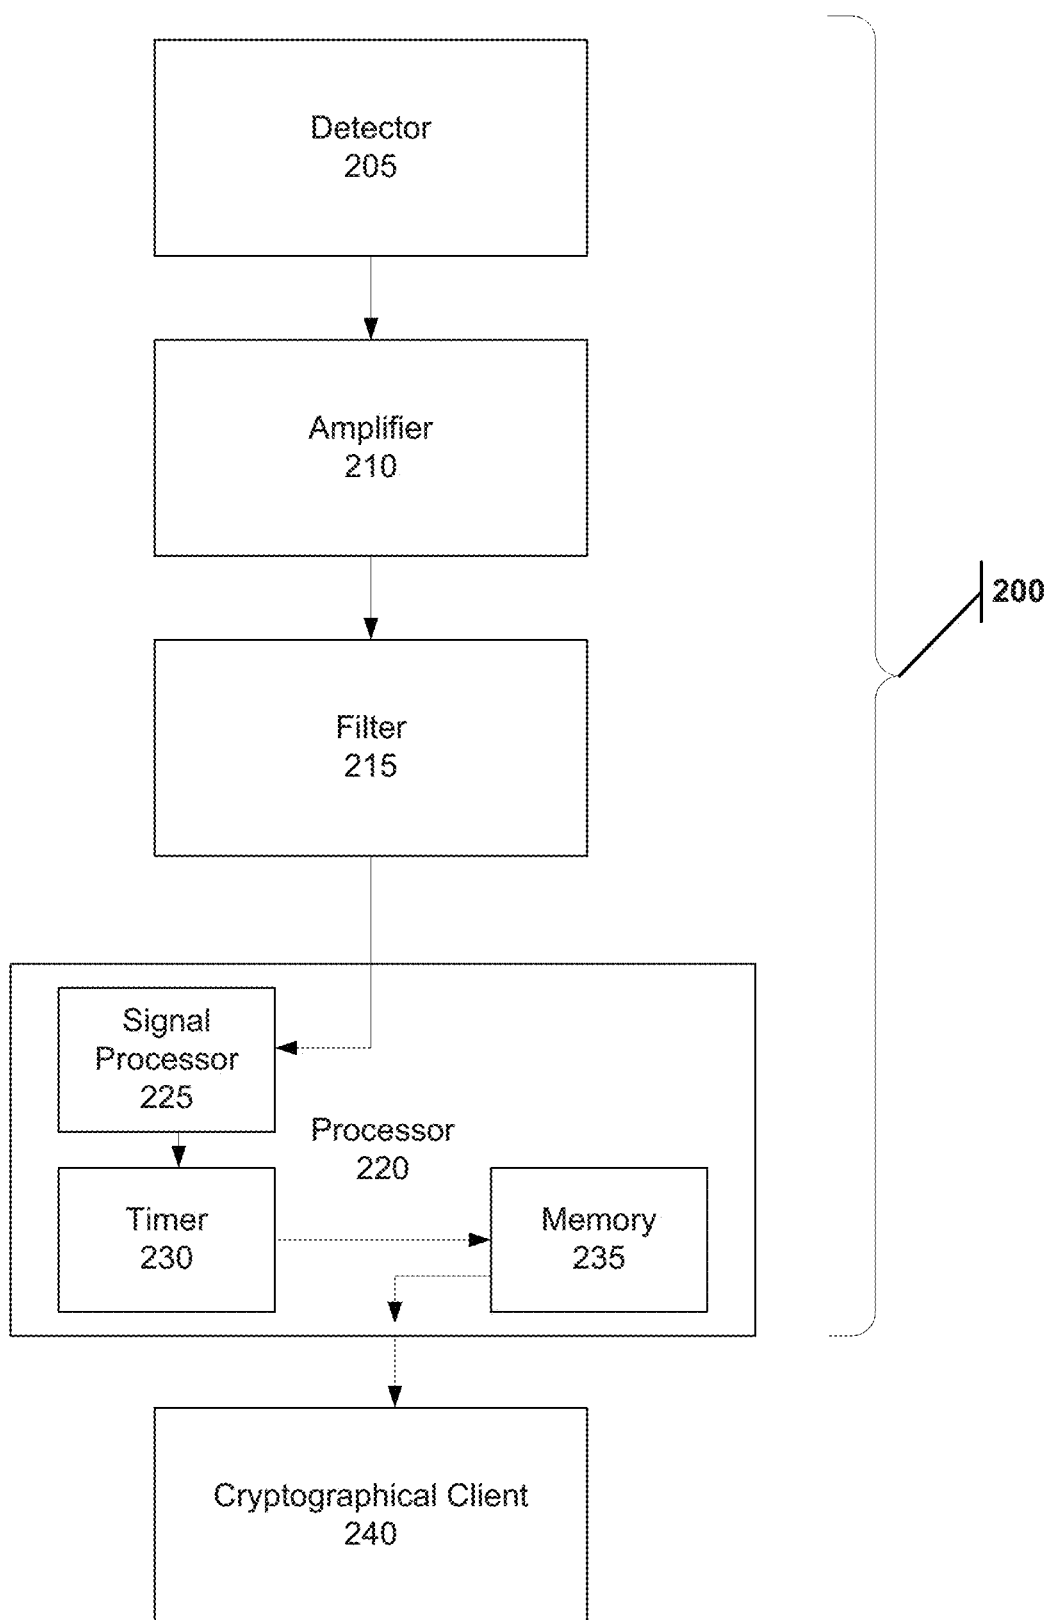 Detector
205
Amplifier
210
200
Filter
215
Signal
Processor
225
Processor
220
Timer
230
Memory
235
Cryptographical Client
240